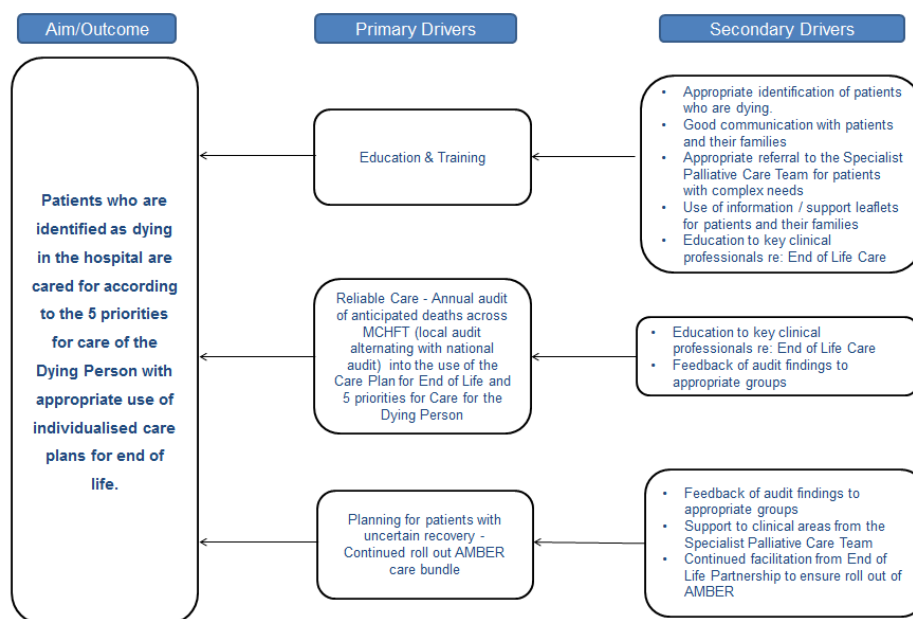 Aim/Outcome
Primary Drivers
Secondary Drivers
Patients who are
identified as dying
in the hospital are
cared for according
to the 5 priorities
for care of the
Dying Person with
appropriate use of
individualised care
plans for end of
life.
Education & Training
• Appropriate identification of patients
who are dying.
• Good communication with patients
and their families
• Appropriate referral to the Specialist
Palliative Care Team for patients
with complex needs
• Use of information / support leaflets
for patients and their families
• Education to key clinical
professionals re: End of Life Care
Reliable Care - Annual audit
of anticipated deaths across
MCHFT (local audit
alternating with national
audit) into the use of the
Care Plan for End of Life and
5 priorities for Care for the
Dying Person
• Education to key clinical
professionals re: End of Life Care
• Feedback of audit findings to
appropriate groups
Planning for patients with
uncertain recovery -
Continued roll out AMBER
care bundle
• Feedback of audit findings to
appropriate groups
• Support to clinical areas from the
Specialist Palliative Care Team
• Continued facilitation from End of
Life Partnership to ensure roll out of
AMBER